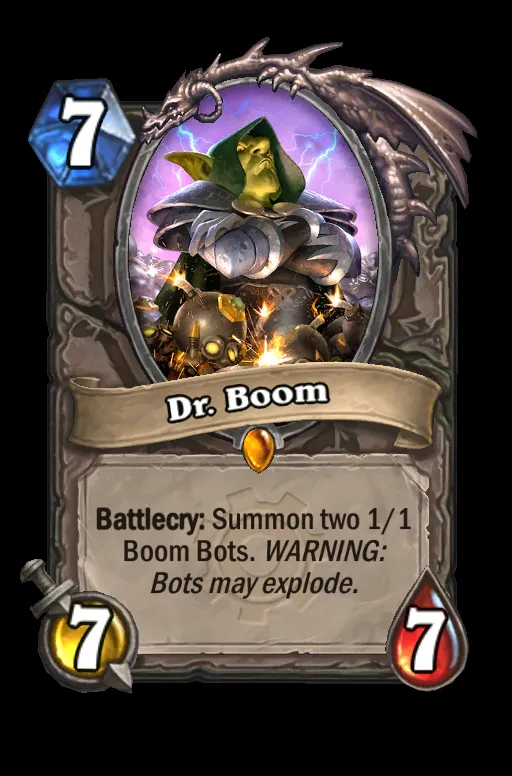 7
Dr. Boom
Battlecry: Summon two 1/1
Boom Bots. WARNING:
Bots may explode.
7
7